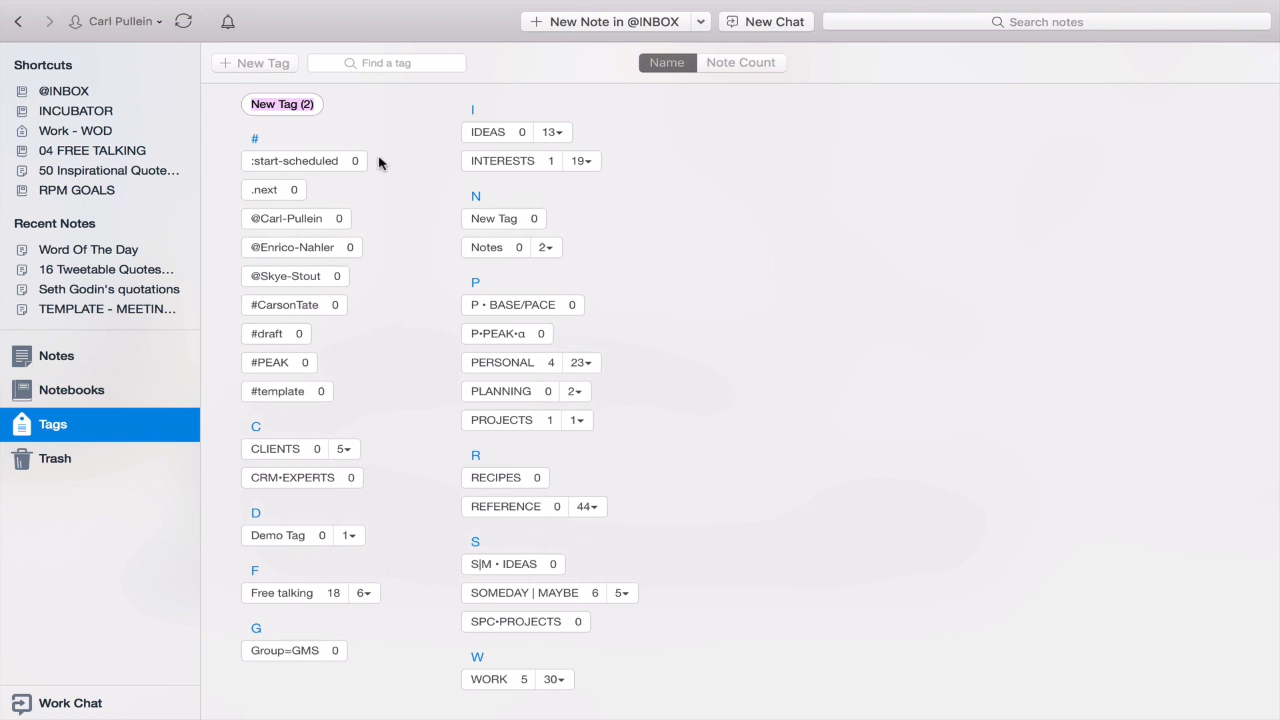 Carl Pullein
New Note in @INBOX
New Chat
Search notes
Shortcuts
@INBOX
INCUBATOR
Work - WOD
04 FREE TALKING
50 Inspirational Quote...
RPM GOALS
Recent Notes
Word Of The Day
16 Tweetable Quotes...
Seth Godin's quotations
TEMPLATE - MEETIN...
Notes
Notebooks
Tags
Trash
Work Chat
New Tag
Find a tag
Name
Note Count
New Tag (2)
#
:start-scheduled 0
.next 0
@Carl-Pullein 0
@Enrico-Nahler 0
@Skye-Stout 0
#CarsonTate 0
#draft 0
#PEAK 0
#template 0
C
CLIENTS 0 5
CRM•EXPERTS 0
D
Demo Tag 0 1
F
Free talking 18 6
G
Group=GMS 0
I
IDEAS 0 13
INTERESTS 1 19
N
New Tag 0
Notes 0 2
P
P • BASE/PACE 0
P•PEAK•α 0
PERSONAL 4 23
PLANNING 0 2
PROJECTS 1 1
R
RECIPES 0
REFERENCE 0 44
S
S|M • IDEAS 0
SOMEDAY | MAYBE 6 5
SPC•PROJECTS 0
W
WORK 5 30